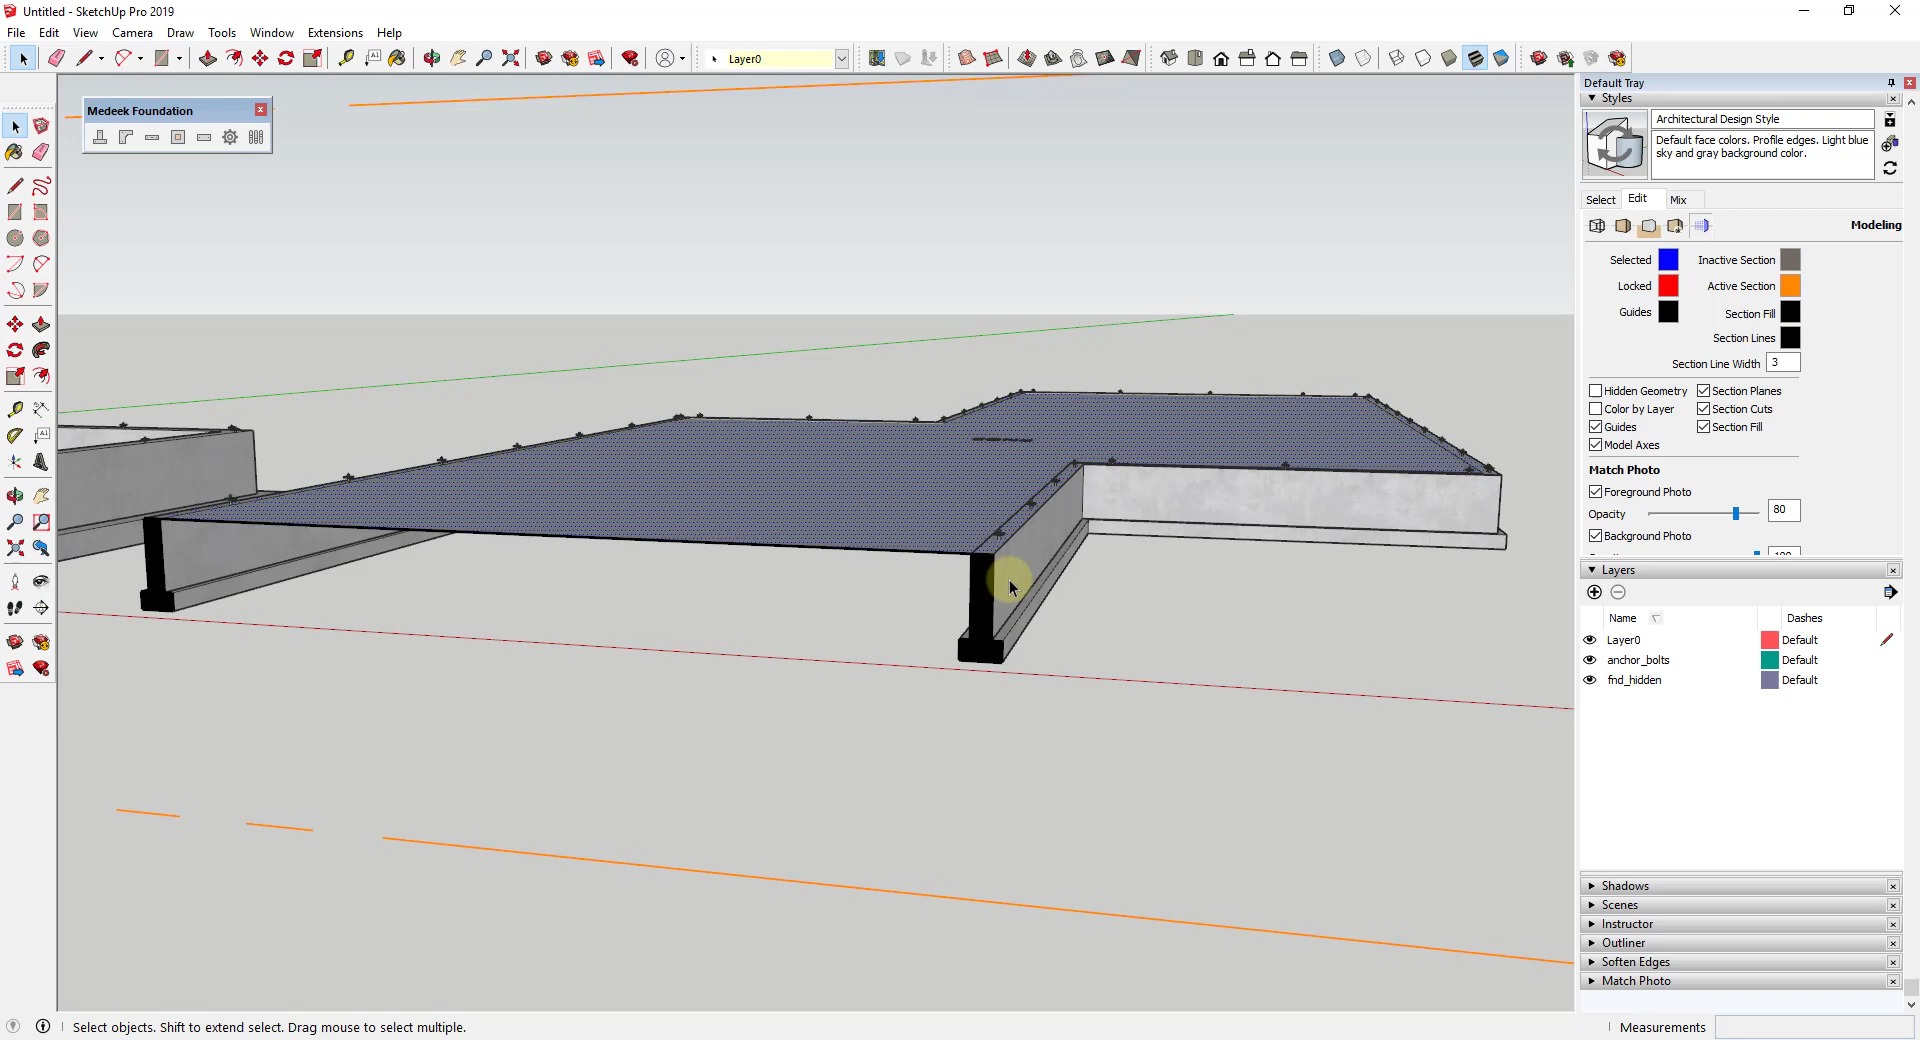 Untitled - SketchUp Pro 2019
File Edit View Camera Draw Tools Window Extensions Help
Layer0
Default Tray
Styles
Medeek Foundation
Architectural Design Style
Default face colors. Profile edges. Light blue
sky and gray background color.
Select Edit Mix
Modeling
Selected Inactive Section
Locked Active Section
Guides Section Fill
Section Lines
Section Line Width 3
Hidden Geometry Section Planes
Color by Layer Section Cuts
Guides Section Fill
Model Axes
Match Photo
Foreground Photo
Opacity 80
Background Photo
Layers
Name Dashes
Layer0 Default
anchor_bolts Default
fnd_hidden Default
Shadows
Scenes
Instructor
Outliner
Soften Edges
Match Photo
Select objects. Shift to extend select. Drag mouse to select multiple. Measurements